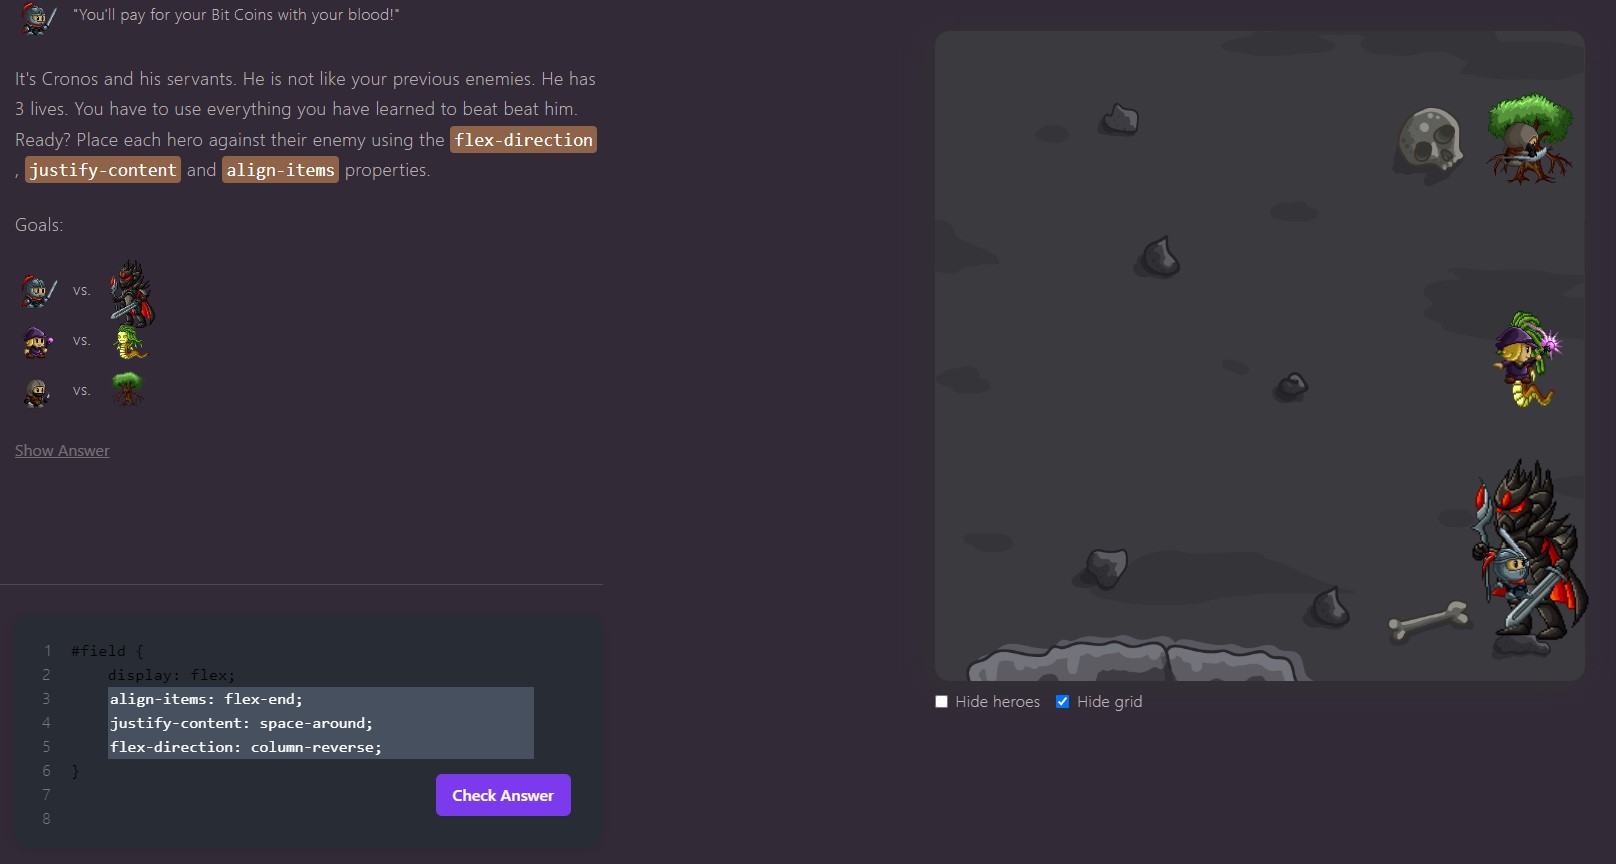 "You'll pay for your Bit Coins with your blood!"
It's Cronos and his servants. He is not like your previous enemies. He has
3 lives. You have to use everything you have learned to beat beat him.
Ready? Place each hero against their enemy using the flex-direction
, justify-content and align-items properties.
Goals:
vs.
vs.
vs.
Show Answer
1 #field {
2 display: flex;
3 align-items: flex-end;
4 justify-content: space-around;
5 flex-direction: column-reverse;
6 }
7
8
Check Answer
Hide heroes Hide grid